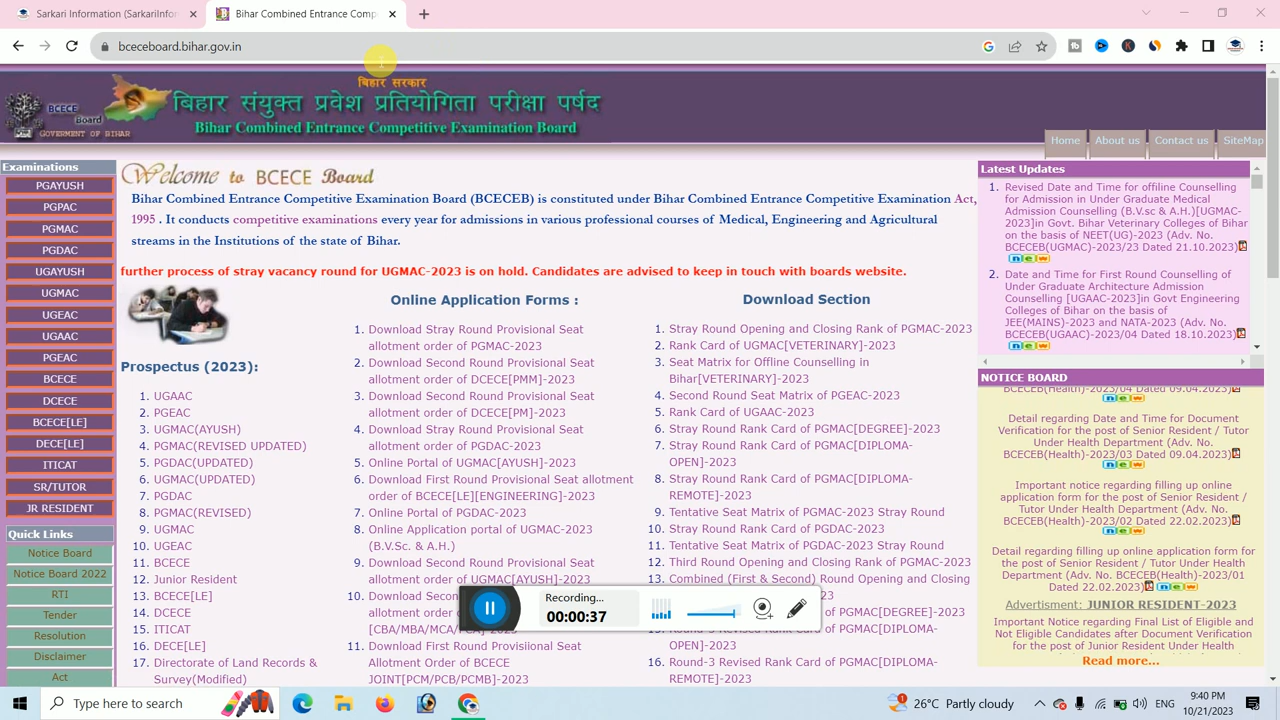 Sarkari Information (SarkariInfor
Bihar Combined Entrance Comp
bceceboard.bihar.gov.in
बिहार सरकार
बिहार संयुक्त प्रवेश प्रतियोगिता परीक्षा पर्षद
Bihar Combined Entrance Competitive Examination Board
BCECE
Board
GOVERMENT OF BIHAR
Home
About us
Contact us
SiteMap
Examinations
PGAYUSH
PGPAC
PGMAC
PGDAC
UGAYUSH
UGMAC
UGEAC
UGAAC
PGEAC
BCECE
DCECE
BCECE[LE]
DECE[LE]
ITICAT
SR/TUTOR
JR RESIDENT
Quick Links
Notice Board
Notice Board 2022
RTI
Tender
Resolution
Disclaimer
Act
Welcome to BCECE Board
Bihar Combined Entrance Competitive Examination Board (BCECEB) is constituted under Bihar Combined Entrance Competitive Examination Act,
1995 . It conducts competitive examinations every year for admissions in various professional courses of Medical, Engineering and Agricultural
streams in the Institutions of the state of Bihar.
further process of stray vacancy round for UGMAC-2023 is on hold. Candidates are advised to keep in touch with boards website.
Prospectus (2023):
1. UGAAC
2. PGEAC
3. UGMAC(AYUSH)
4. PGMAC(REVISED UPDATED)
5. PGDAC(UPDATED)
6. UGMAC(UPDATED)
7. PGDAC
8. PGMAC(REVISED)
9. UGMAC
10. UGEAC
11. BCECE
12. Junior Resident
13. BCECE[LE]
14. DCECE
15. ITICAT
16. DECE[LE]
17. Directorate of Land Records &
Survey(Modified)
Online Application Forms :
1. Download Stray Round Provisional Seat
allotment order of PGMAC-2023
2. Download Second Round Provisional Seat
allotment order of DCECE[PMM]-2023
3. Download Second Round Provisional Seat
allotment order of DCECE[PM]-2023
4. Download Stray Round Provisional Seat
allotment order of PGDAC-2023
5. Online Portal of UGMAC[AYUSH]-2023
6. Download First Round Provisional Seat allotment
order of BCECE[LE][ENGINEERING]-2023
7. Online Portal of PGDAC-2023
8. Online Application portal of UGMAC-2023
(B.V.Sc. & A.H.)
9. Download Second Round Provisional Seat
allotment order of UGMAC[AYUSH]-2023
10. Download Secon
allotment orde
[CBA/MBA/MCA/
11. Download First Round Provisional Seat
Allotment Order of BCECE
JOINT[PCM/PCB/PCMB]-2023
Download Section
1. Stray Round Opening and Closing Rank of PGMAC-2023
2. Rank Card of UGMAC[VETERINARY]-2023
3. Seat Matrix for Offline Counselling in
Bihar[VETERINARY]-2023
4. Second Round Seat Matrix of PGEAC-2023
5. Rank Card of UGAAC-2023
6. Stray Round Rank Card of PGMAC[DEGREE]-2023
7. Stray Round Rank Card of PGMAC[DIPLOMA-
OPEN]-2023
8. Stray Round Rank Card of PGMAC[DIPLOMA-
REMOTE]-2023
9. Tentative Seat Matrix of PGMAC-2023 Stray Round
10. Stray Round Rank Card of PGDAC-2023
11. Tentative Seat Matrix of PGDAC-2023 Stray Round
12. Third Round Opening and Closing Rank of PGMAC-2023
13. Combined (First & Second) Round Opening and Closing
23
of PGMAC[DEGREE]-2023
Round-3 Revised Rank Card of PGMAC[DIPLOMA-
OPEN]-2023
16. Round-3 Revised Rank Card of PGMAC[DIPLOMA-
REMOTE]-2023
Latest Updates
1. Revised Date and Time for offiline Counselling
for Admission in Under Graduate Medical
Admission Counselling (B.V.sc & A.H.)[UGMAC-
2023]in Govt. Bihar Veterinary Colleges of Bihar
on the basis of NEET(UG)-2023 (Adv. No.
BCECEB(UGMAC)-2023/23 Dated 21.10.2023)
new
2. Date and Time for First Round Counselling of
Under Graduate Architecture Admission
Counselling [UGAAC-2023]in Govt Engineering
Colleges of Bihar on the basis of
JEE(MAINS)-2023 and NATA-2023 (Adv. No.
BCECEB(UGAAC)-2023/04 Dated 18.10.2023)
new
NOTICE BOARD
BCECEB(Health)-2023/04 Dated 09.04.2023)
new
Detail regarding Date and Time for Document
Verification for the post of Senior Resident / Tutor
Under Health Department (Adv. No.
BCECEB(Health)-2023/03 Dated 09.04.2023)
new
Important notice regarding filling up online
application form for the post of Senior Resident /
Tutor Under Health Department (Adv. No.
BCECEB(Health)-2023/02 Dated 22.02.2023)
new
Detail regarding filling up online application form for
the post of Senior Resident / Tutor Under Health
Department (Adv. No. BCECEB(Health)-2023/01
Dated 22.02.2023)
new
Advertisment: JUNIOR RESIDENT-2023
Important Notice regarding Final List of Eligible and
Not Eligible Candidates after Document Verification
for the post of Junior Resident Under Health
Read more...
Recording...
00:00:37
Type here to search
26°C Partly cloudy
ENG
9:40 PM
10/21/2023